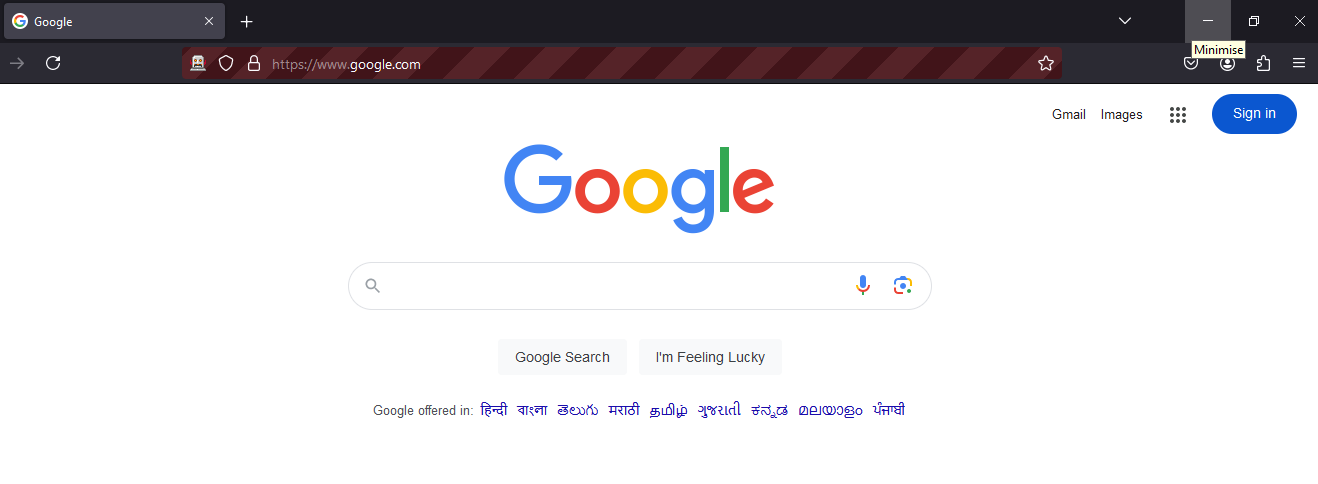 Google
Minimise
https://www.google.com
Gmail Images Sign in
Google
Google Search I'm Feeling Lucky
Google offered in: हिन्दी বাংলা తెలుగు मराठी தமிழ் ગુજરાતી ಕನ್ನಡ മലയാളം ਪੰਜਾਬੀ